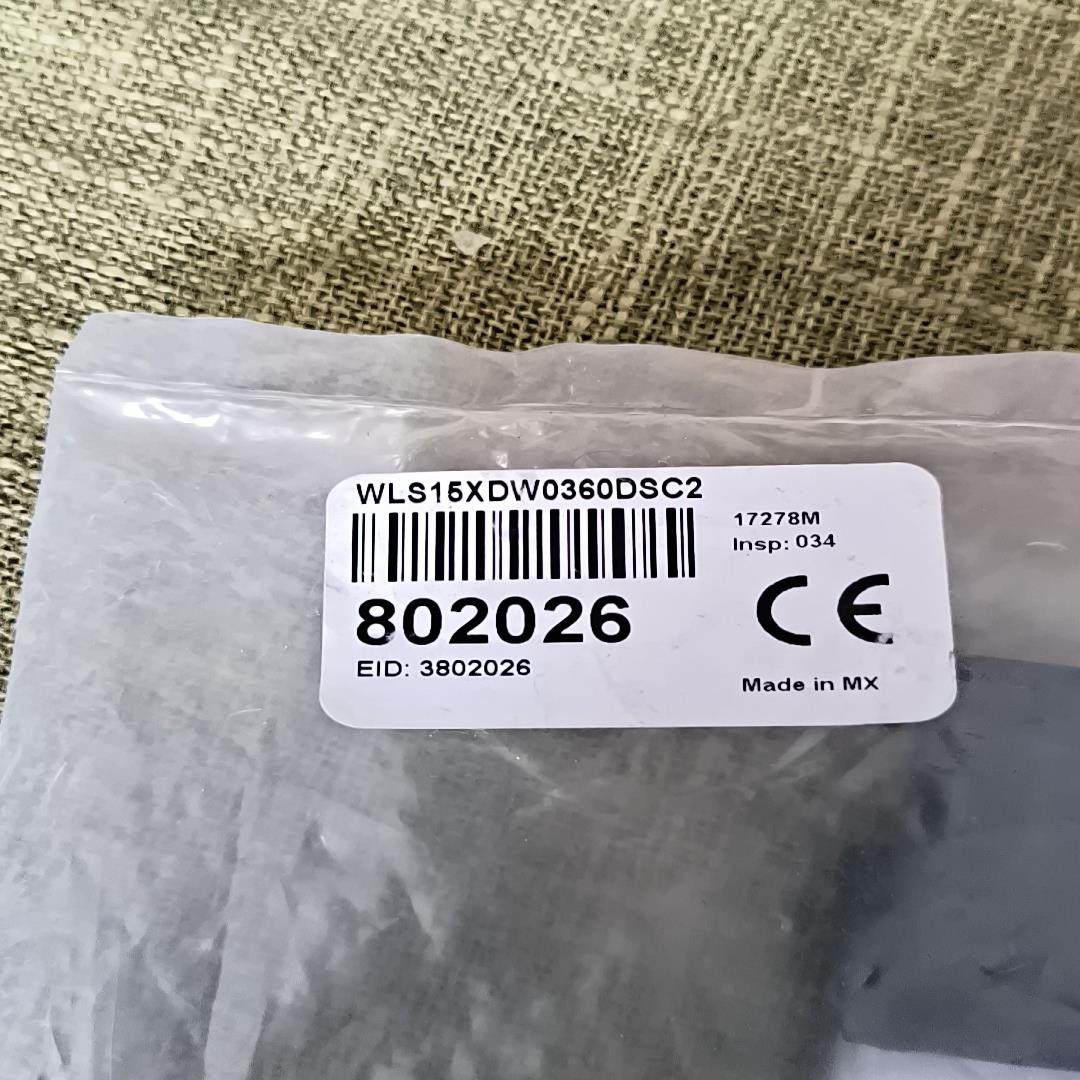 WLS15XDW0360DSC2
17278M
Insp: 034
802026
CE
EID: 3802026
Made in MX